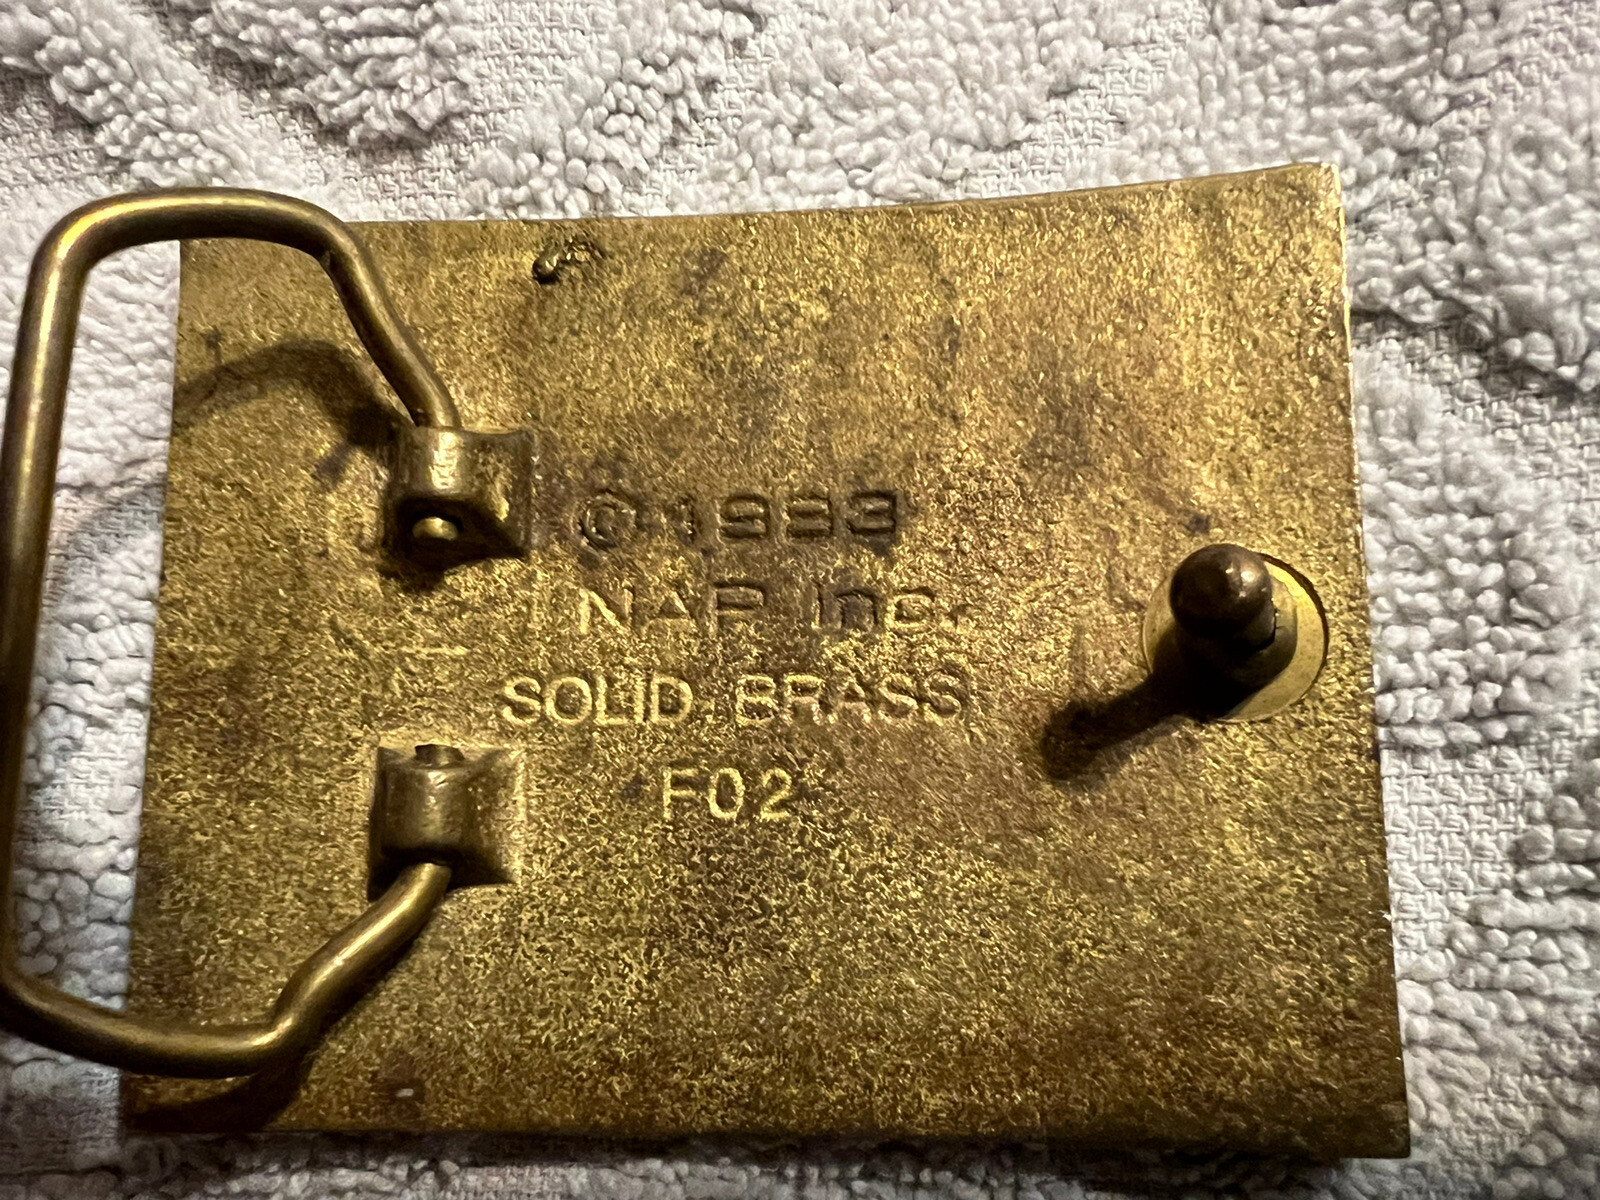 © 1983
NAP Inc.
SOLID BRASS
F02